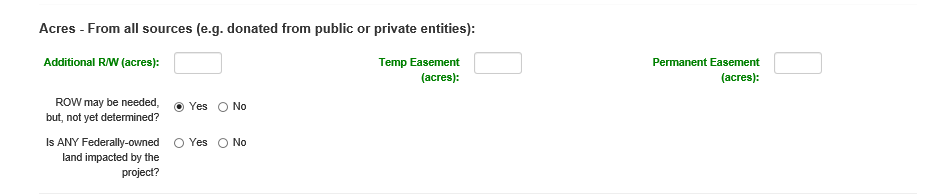 Acres - From all sources (e.g. donated from public or private entities):
Additional R/W (acres):
Temp Easement
(acres):
Permanent Easement
(acres):
ROW may be needed,
but, not yet determined?
Yes No
Is ANY Federally-owned
land impacted by the
project?
Yes No